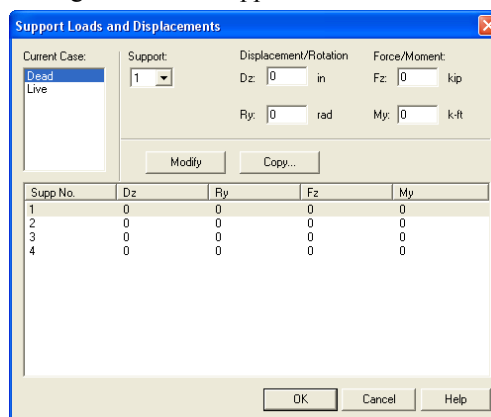 Support Loads and Displacements
Current Case:
Dead
Live
Support:
1
Displacement/Rotation
Dz: 0 in
Ry: 0 rad
Force/Moment:
Fz: 0 kip
My: 0 k-ft
Modify Copy...
Supp No. Dz Ry Fz My
1 0 0 0 0
2 0 0 0 0
3 0 0 0 0
4 0 0 0 0
OK Cancel Help